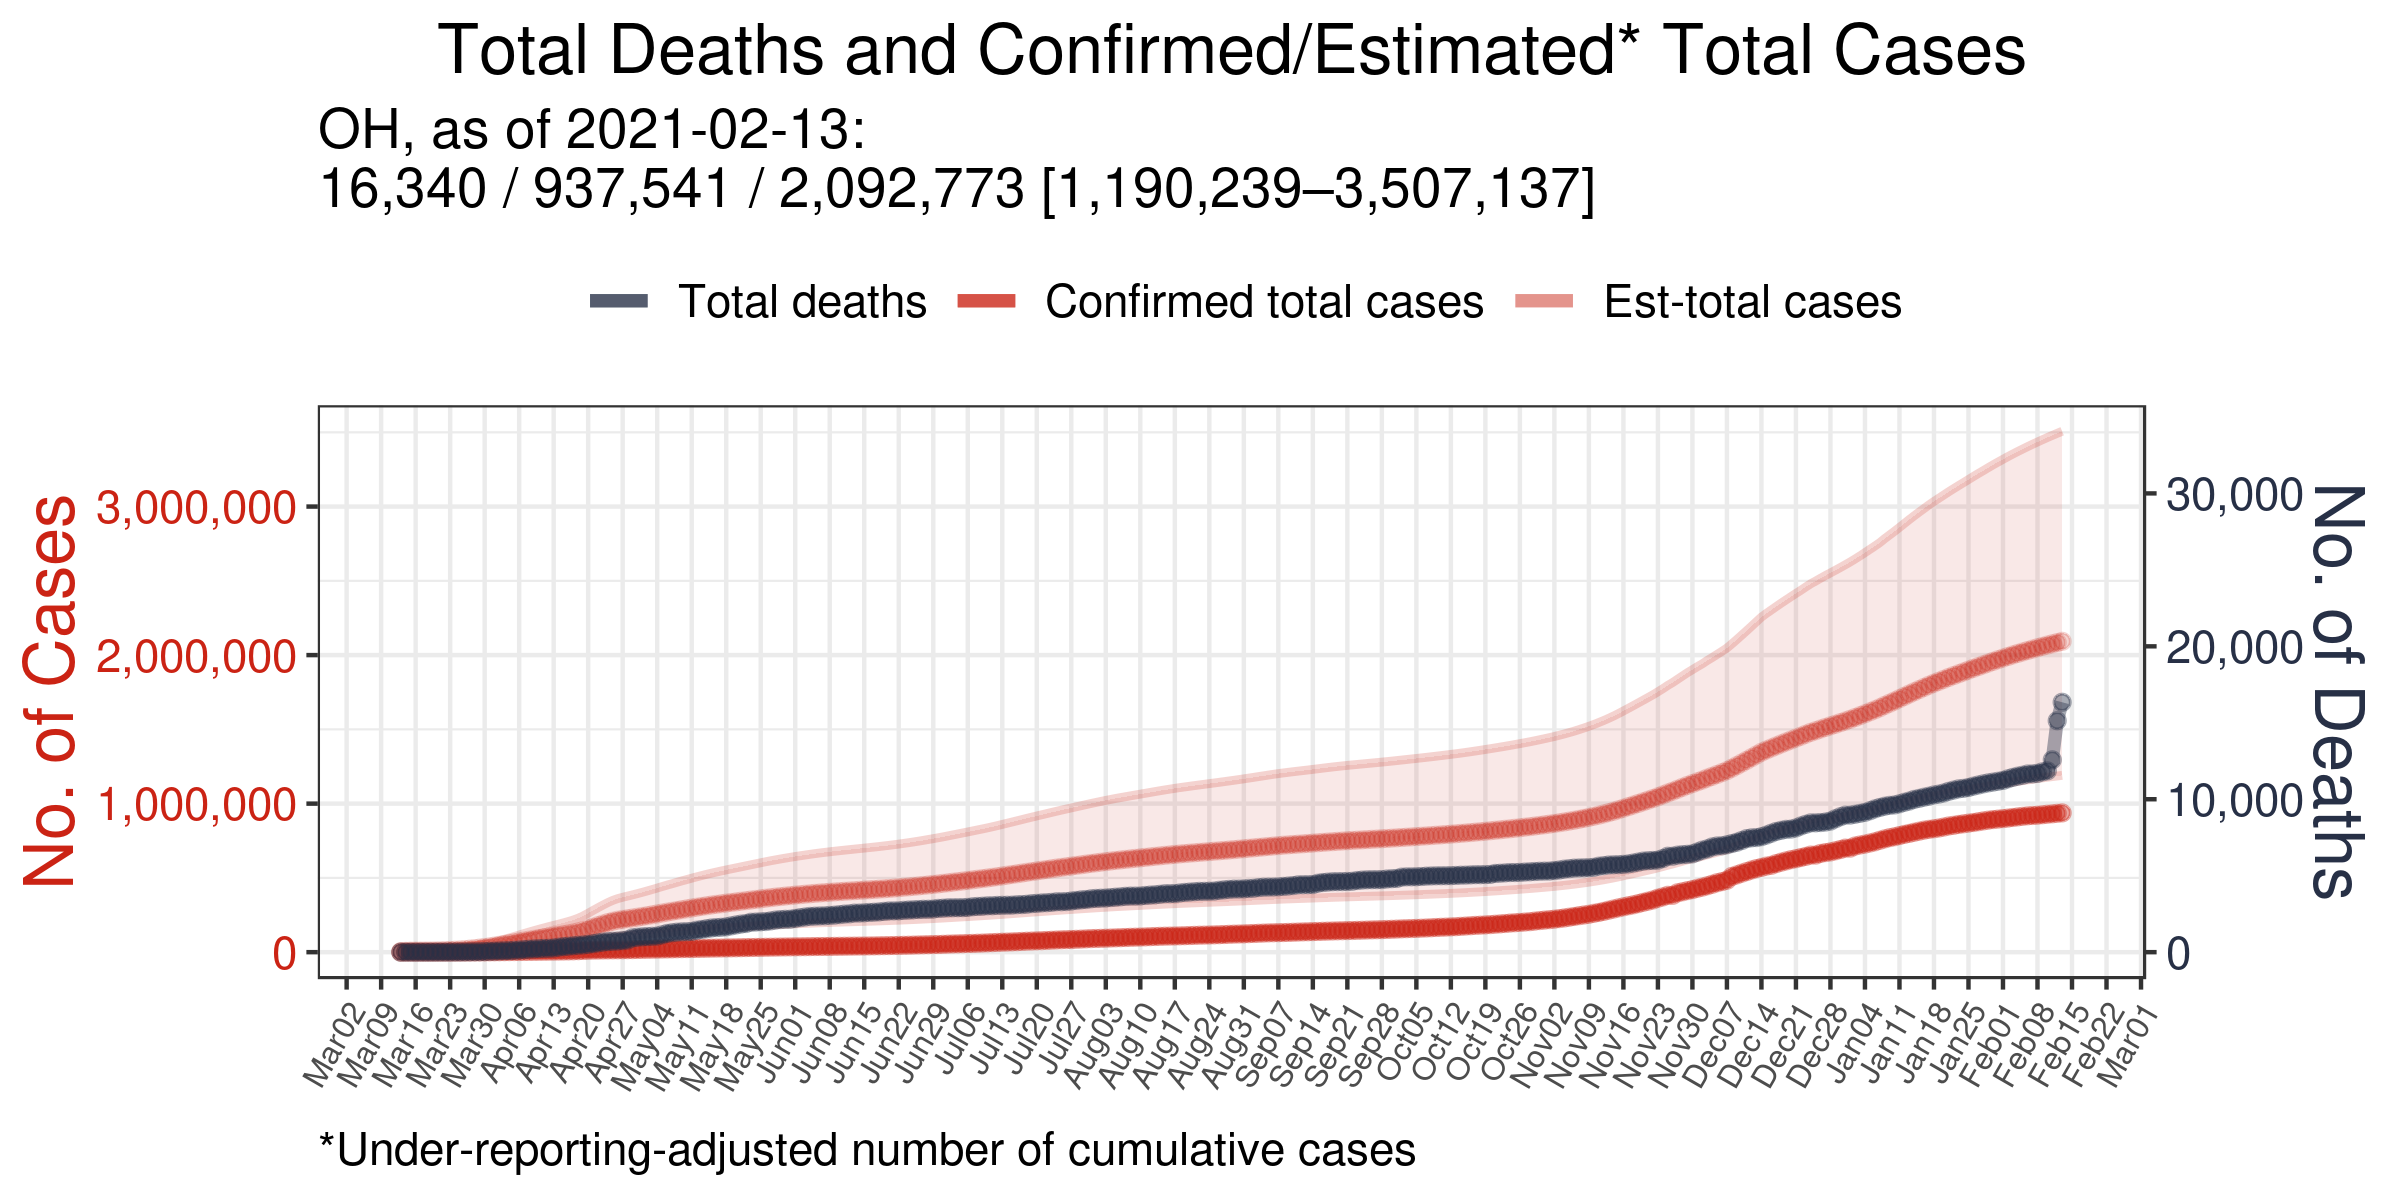 Total Deaths and Confirmed/Estimated* Total Cases
OH, as of 2021-02-13:
16,340 / 937,541 / 2,092,773 [1,190,239–3,507,137]
Total deaths
Confirmed total cases
Est-total cases
No. of Cases
3,000,000
2,000,000
1,000,000
0
30,000
20,000
10,000
0
No. of Deaths
Mar02
Mar09
Mar16
Mar23
Mar30
Apr06
Apr13
Apr20
Apr27
May04
May11
May18
May25
Jun01
Jun08
Jun15
Jun22
Jun29
Jul06
Jul13
Jul20
Jul27
Aug03
Aug10
Aug17
Aug24
Aug31
Sep07
Sep14
Sep21
Sep28
Oct05
Oct12
Oct19
Oct26
Nov02
Nov09
Nov16
Nov23
Nov30
Dec07
Dec14
Dec21
Dec28
Jan04
Jan11
Jan18
Jan25
Feb01
Feb08
Feb15
Feb22
Mar01
*Under-reporting-adjusted number of cumulative cases